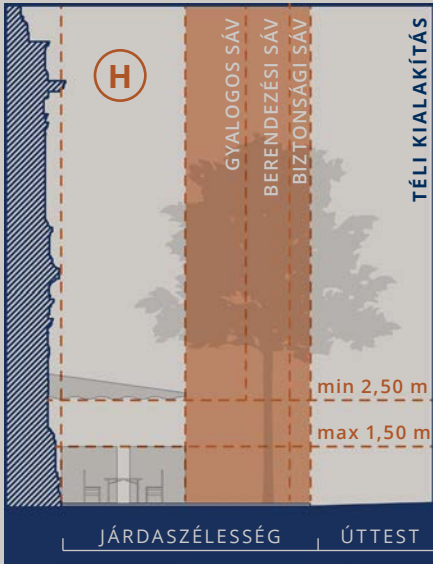 H
GYALOGOS SÁV
BERENDEZÉSI SÁV
BIZTONSÁGI SÁV
TÉLI KIALAKÍTÁS
min 2,50 m
max 1,50 m
JÁRDASZÉLESSÉG
ÚTTEST